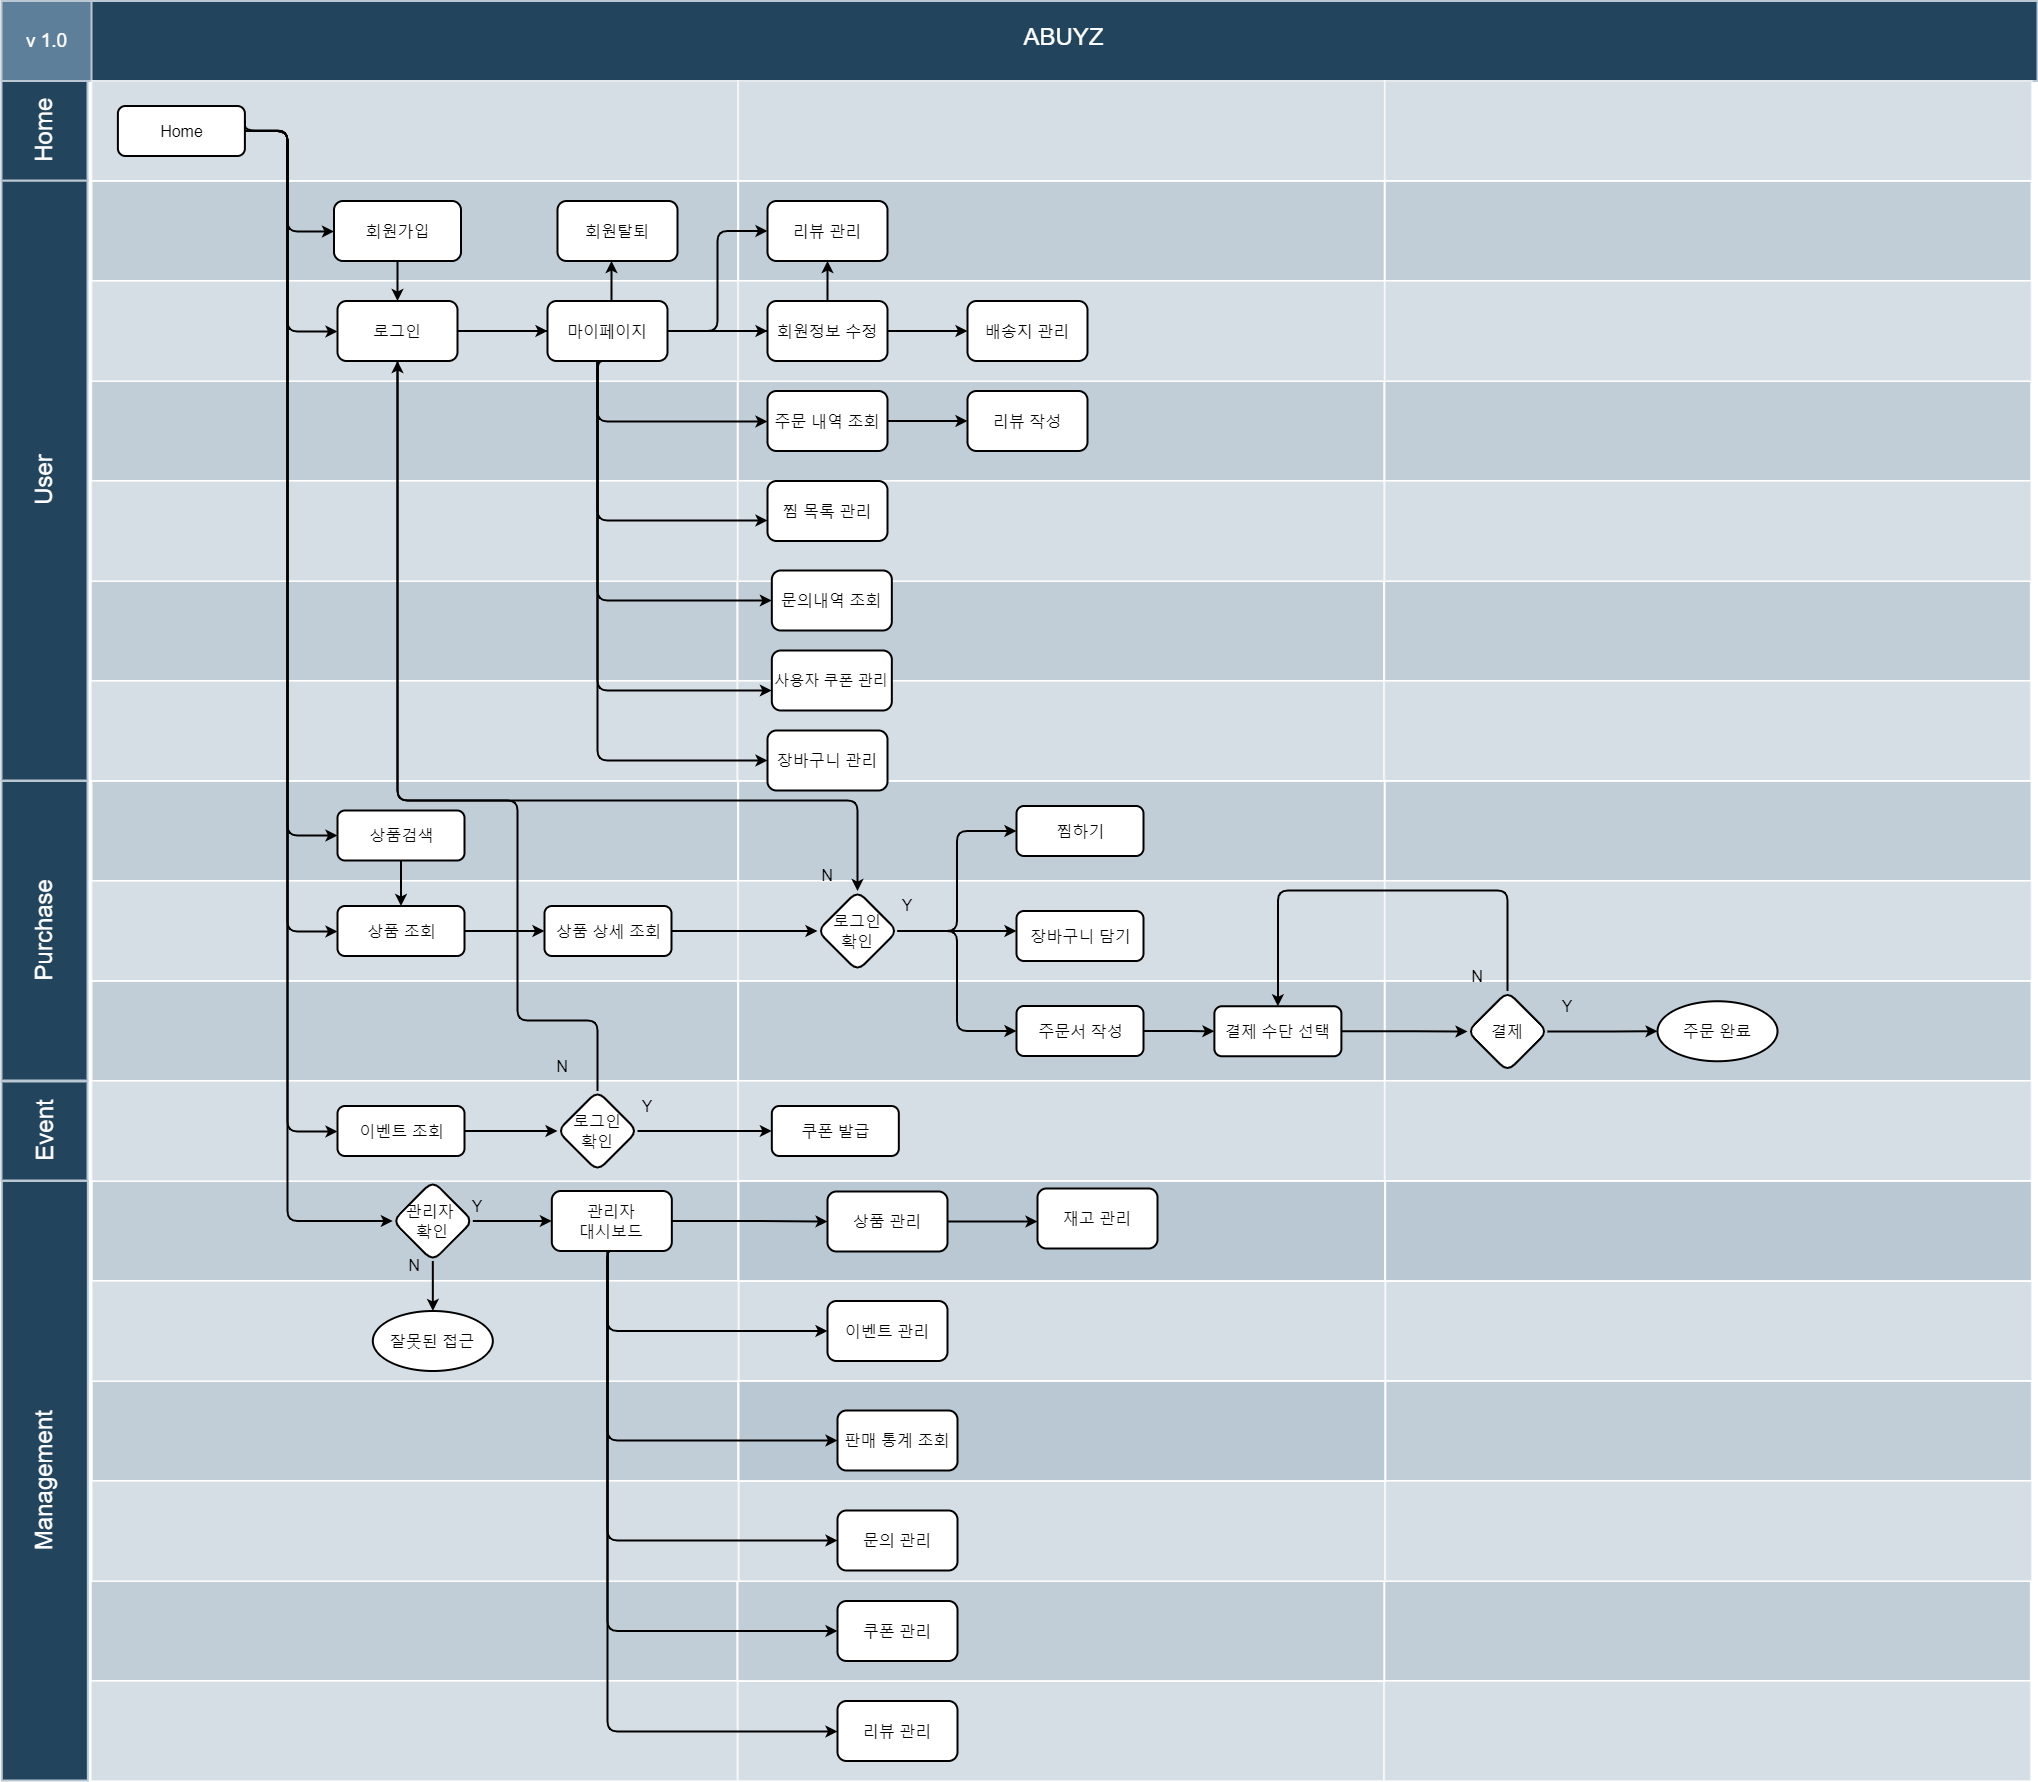 v 1.0
ABUYZ
Home
Home
User
회원가입
회원탈퇴
리뷰 관리
로그인
마이페이지
회원정보 수정
배송지 관리
주문 내역 조회
리뷰 작성
찜 목록 관리
문의내역 조회
사용자 쿠폰 관리
장바구니 관리
Purchase
상품검색
찜하기
N
Y
상품 조회
상품 상세 조회
로그인
확인
장바구니 담기
N
Y
주문서 작성
결제 수단 선택
결제
주문 완료
Event
N
Y
이벤트 조회
로그인
확인
쿠폰 발급
Management
관리자
확인
Y
N
관리자
대시보드
상품 관리
재고 관리
잘못된 접근
이벤트 관리
판매 통계 조회
문의 관리
쿠폰 관리
리뷰 관리